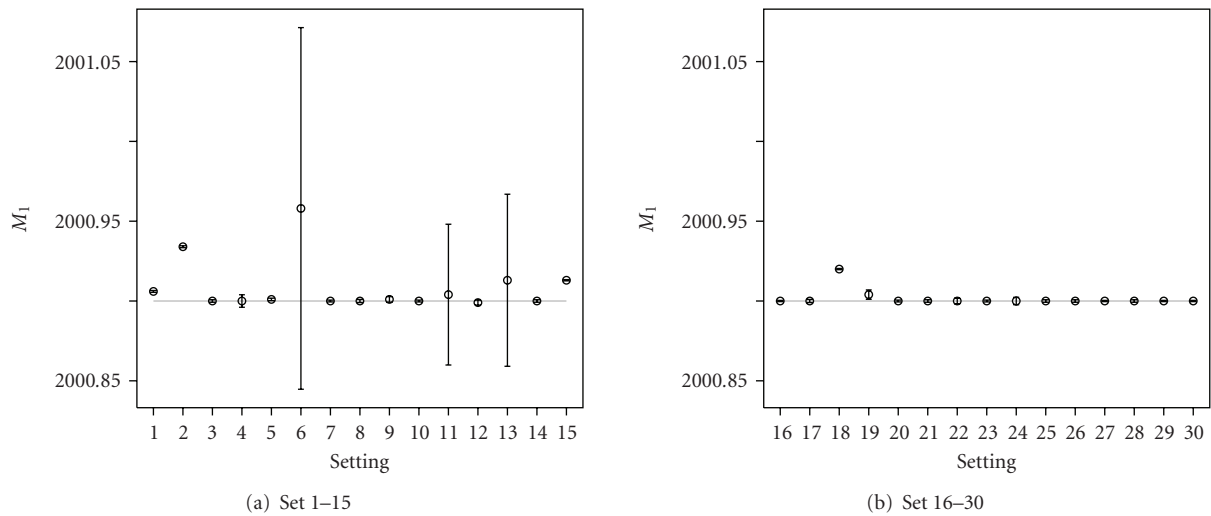 2001.05
2000.95
2000.85
M1
1 2 3 4 5 6 7 8 9 10 11 12 13 14 15
Setting
(a) Set 1–15
2001.05
2000.95
2000.85
M1
16 17 18 19 20 21 22 23 24 25 26 27 28 29 30
Setting
(b) Set 16–30